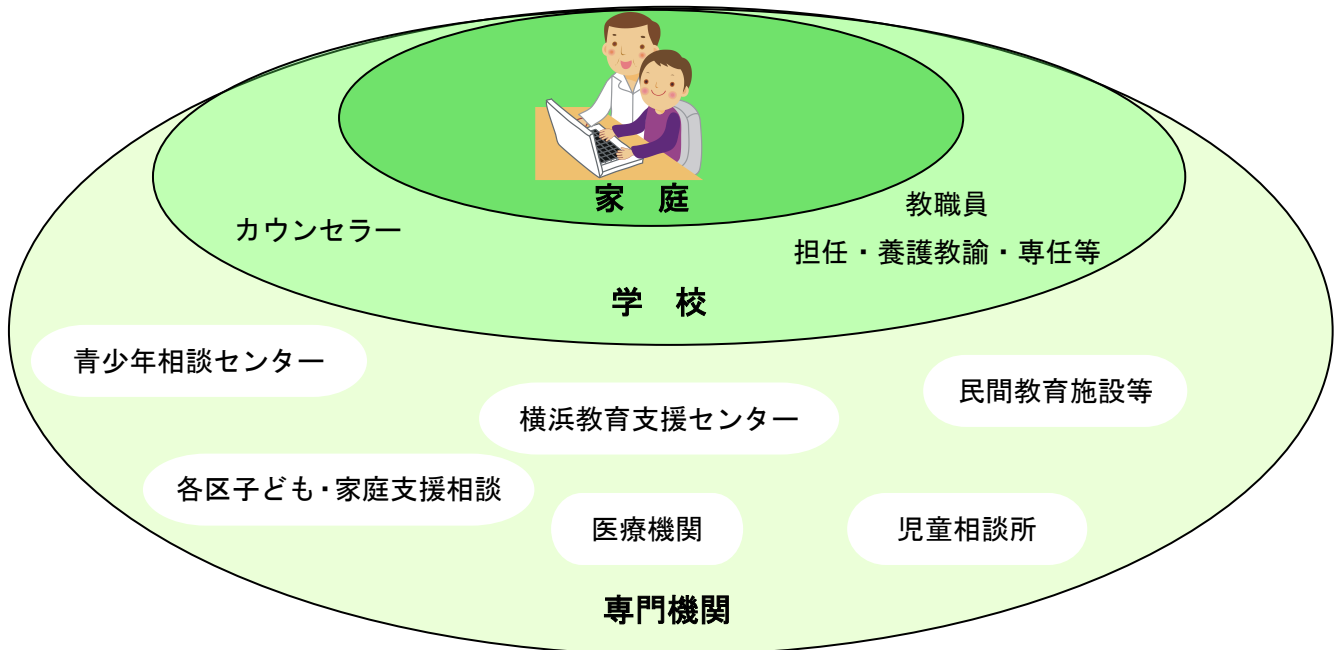 家　庭
カウンセラー
教職員
担任・養護教諭・専任等
学　校
青少年相談センター
横浜教育支援センター
民間教育施設等
各区子ども・家庭支援相談
医療機関
児童相談所
専門機関